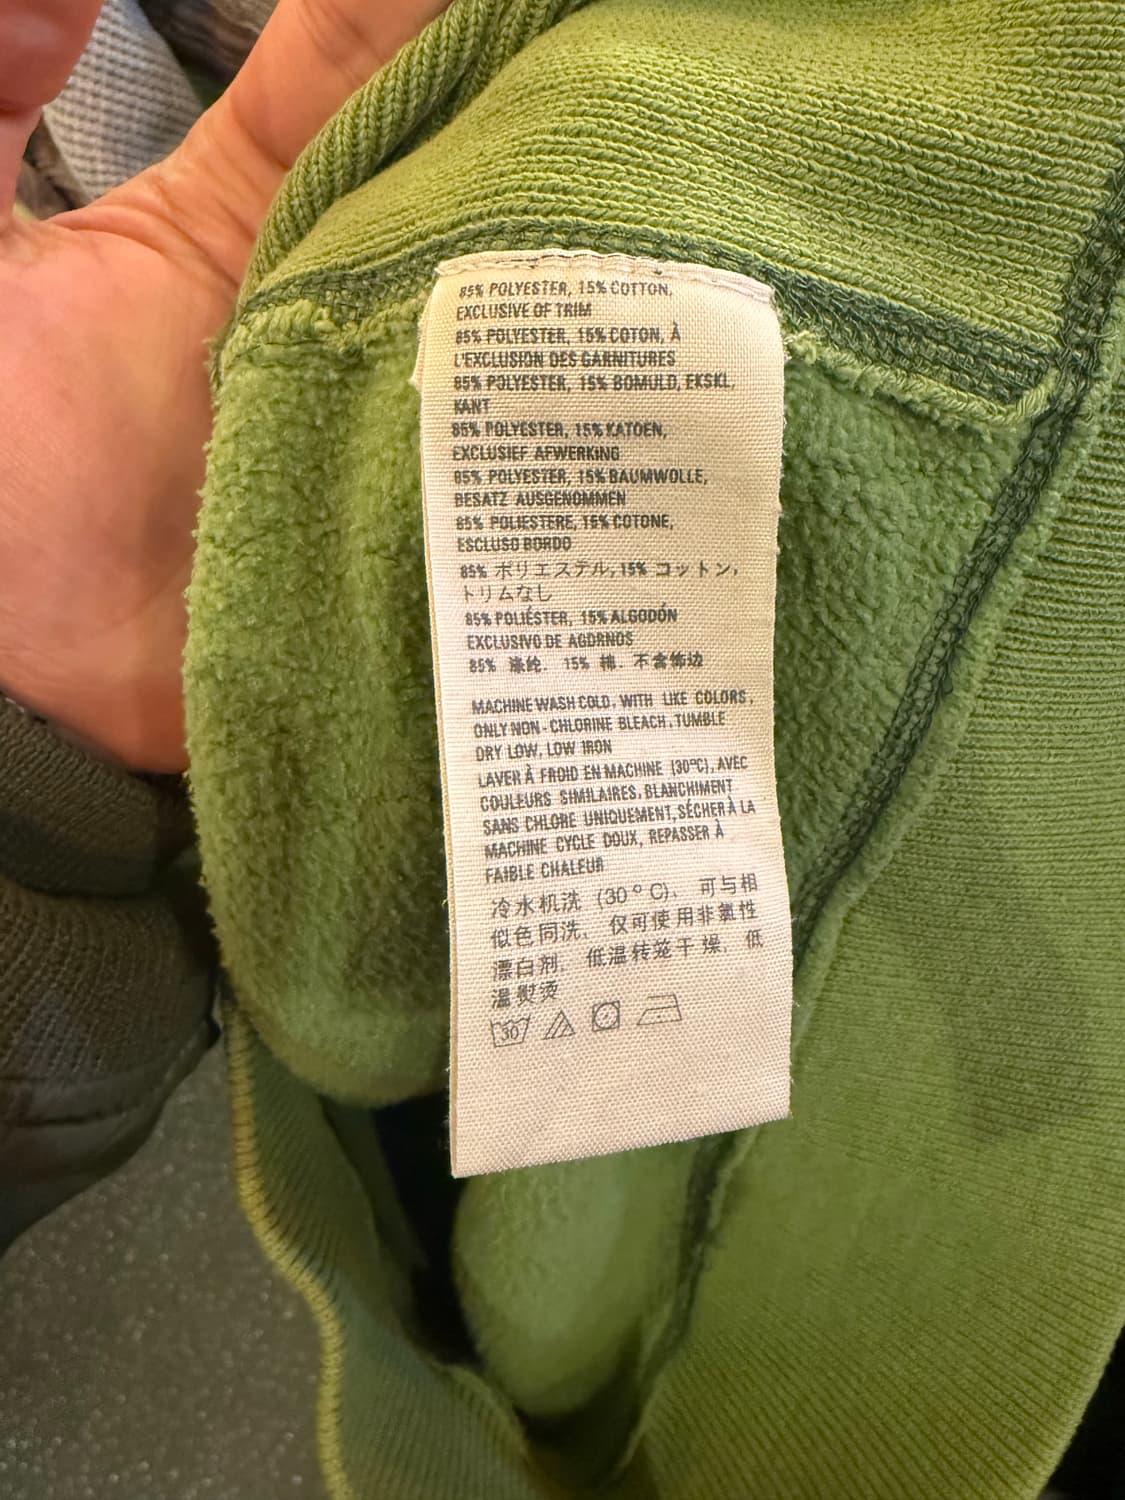 85% POLYESTER, 15% COTTON,
EXCLUSIVE OF TRIM
85% POLYESTER, 15% COTON, À
L'EXCLUSION DES GARNITURES
85% POLYESTER, 15% BOMULD, EKSKL.
KANT
85% POLYESTER, 15% KATOEN,
EXCLUSIEF AFWERKING
85% POLYESTER, 15% BAUMWOLLE,
BESATZ AUSGENOMMEN
85% POLIESTERE, 15% COTONE,
ESCLUSO BORDO
85% ポリエステル, 15% コットン,
トリムなし
85% POLIÉSTER, 15% ALGODÓN
EXCLUSIVO DE AGDRNOS
85% 涤纶. 15% 棉. 不含饰边
MACHINE WASH COLD, WITH LIKE COLORS,
ONLY NON-CHLORINE BLEACH, TUMBLE
DRY LOW, LOW IRON
LAVER À FROID EN MACHINE (30°C), AVEC
COULEURS SIMILAIRES, BLANCHIMENT
SANS CHLORE UNIQUEMENT, SÉCHER À LA
MACHINE CYCLE DOUX, REPASSER À
FAIBLE CHALEUR
冷水机洗 (30°C)、可与相
似色同洗. 仅可使用非氯性
漂白剂. 低温转笼干燥. 低
温熨烫
30